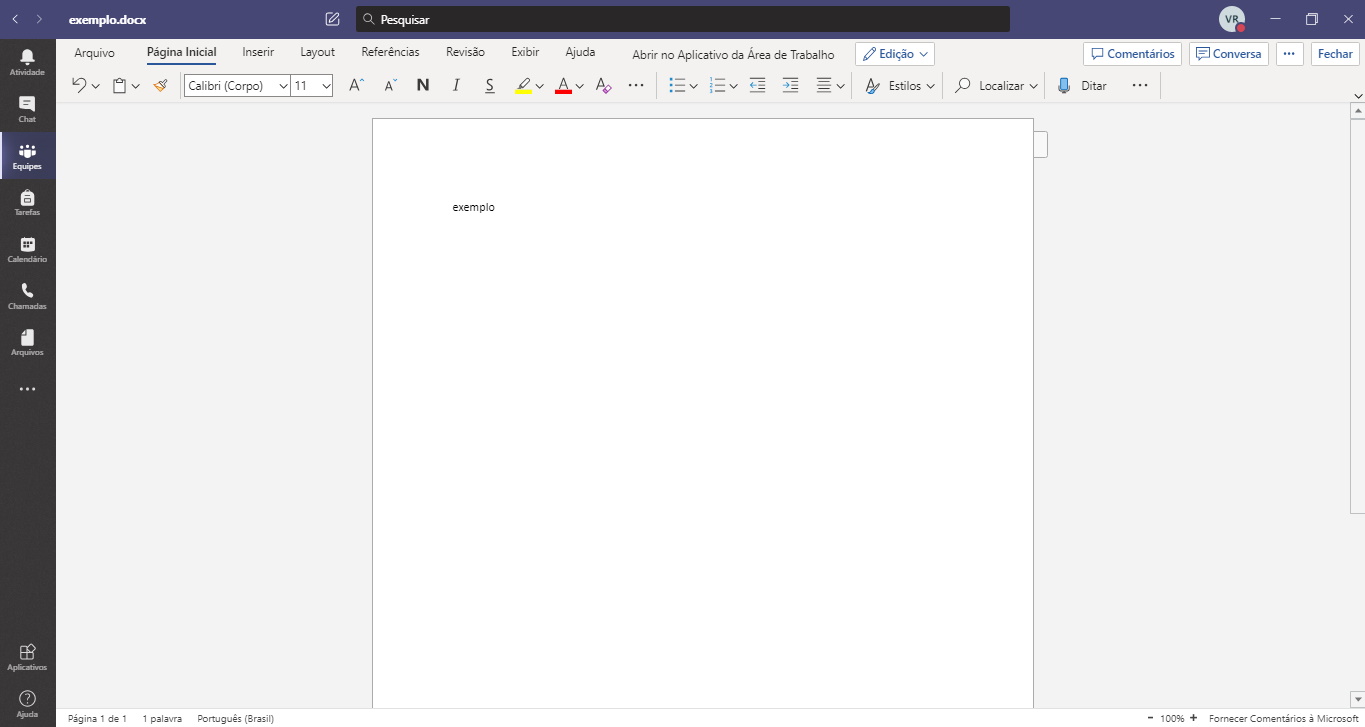 exemplo.docx
Pesquisar
VR
Atividade
Chat
Equipes
Tarefas
Calendário
Chamadas
Arquivos
Aplicativos
Ajuda
Arquivo Página Inicial Inserir Layout Referências Revisão Exibir Ajuda Abrir no Aplicativo da Área de Trabalho Edição Comentários Conversa Fechar
Calibri (Corpo) 11 A A N I S A A Estilos Localizar Ditar
exemplo
Página 1 de 1 1 palavra Português (Brasil) - 100% + Fornecer Comentários à Microsoft